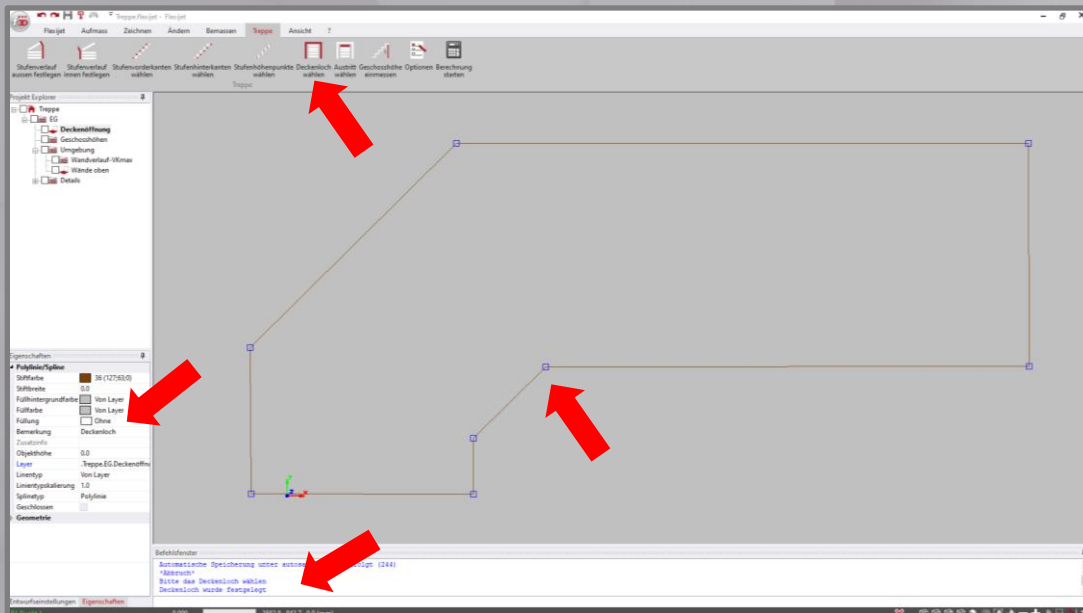 Treppe.flexijet - Flexijet
Flexijet Aufmass Zeichnen Ändern Bemassen Treppe Ansicht ?
Stufenverlauf aussen festlegen
Stufenverlauf innen festlegen
Stufenvorderkanten wählen
Stufenhinterkanten wählen
Stufenhöhenpunkte wählen
Deckenloch wählen
Austritt wählen
Geschosshöhe einmessen
Optionen
Berechnung starten
Treppe
Projekt Explorer
Treppe
EG
Deckenöffnung
Geschosshöhen
Umgebung
Wandverlauf-VKmax
Wände oben
Details
Eigenschaften
Polylinie/Spline
Stiftfarbe 36 (127;63;0)
Stiftbreite 0.0
Füllhintergrundfarbe Von Layer
Füllfarbe Von Layer
Füllung Ohne
Bemerkung Deckenloch
Zusatzinfo
Objekthöhe 0.0
Layer .Treppe.EG.Deckenöffnu
Linientyp Von Layer
Linientypskalierung 1.0
Splinetyp Polylinie
Geschlossen
Geometrie
Befehlsfenster
Automatische Speicherung unter (244)
*Abbruch*
Bitte das Deckenloch wählen
Deckenloch wurde festgelegt
Entwurfseinstellungen Eigenschaften